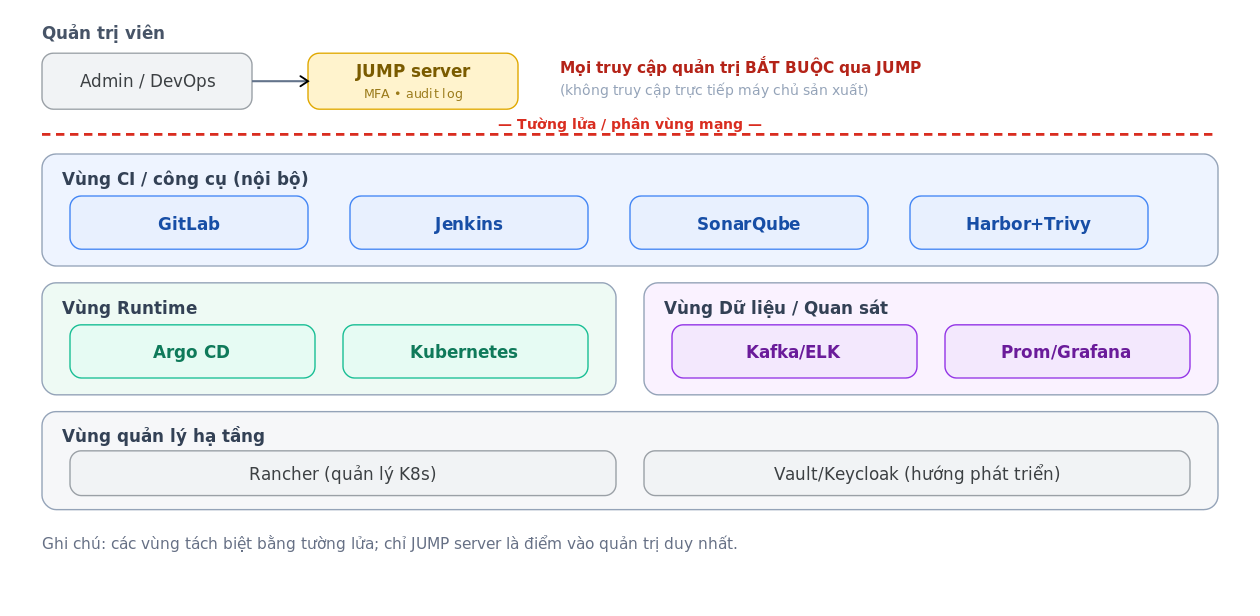 Quản trị viên
Admin / DevOps
JUMP server
MFA • audit log
Mọi truy cập quản trị BẮT BUỘC qua JUMP
(không truy cập trực tiếp máy chủ sản xuất)
— Tường lửa / phân vùng mạng —
Vùng CI / công cụ (nội bộ)
GitLab
Jenkins
SonarQube
Harbor+Trivy
Vùng Runtime
Argo CD
Kubernetes
Vùng Dữ liệu / Quan sát
Kafka/ELK
Prom/Grafana
Vùng quản lý hạ tầng
Rancher (quản lý K8s)
Vault/Keycloak (hướng phát triển)
Ghi chú: các vùng tách biệt bằng tường lửa; chỉ JUMP server là điểm vào quản trị duy nhất.